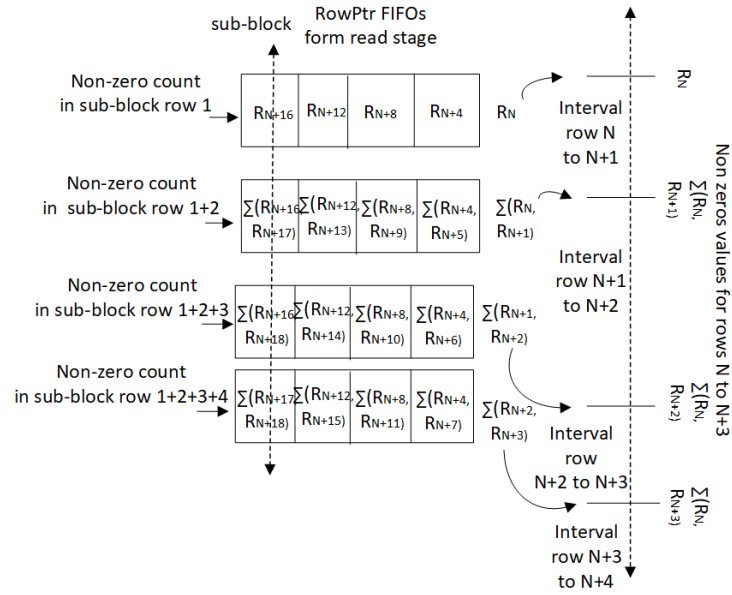 RowPtr FIFOs
form read stage
sub-block
Non-zero count
in sub-block row 1
RN+16 RN+12 RN+8 RN+4 RN
Interval
row N
to N+1
RN
Non-zero count
in sub-block row 1+2
∑(RN+16, RN+17) ∑(RN+12, RN+13) ∑(RN+8, RN+9) ∑(RN+4, RN+5) ∑(RN, RN+1)
∑(RN, RN+1)
Interval
row N+1
to N+2
Non-zero count
in sub-block row 1+2+3
∑(RN+16, RN+18) ∑(RN+12, RN+14) ∑(RN+8, RN+10) ∑(RN+4, RN+6) ∑(RN+1, RN+2)
Non-zero count
in sub-block row 1+2+3+4
∑(RN+17, RN+18) ∑(RN+12, RN+15) ∑(RN+8, RN+11) ∑(RN+4, RN+7) ∑(RN+2, RN+3)
∑(RN, RN+2)
Interval
row
N+2 to N+3
∑(RN, RN+3)
Interval
row N+3
to N+4
Non zeros values for rows N to N+3